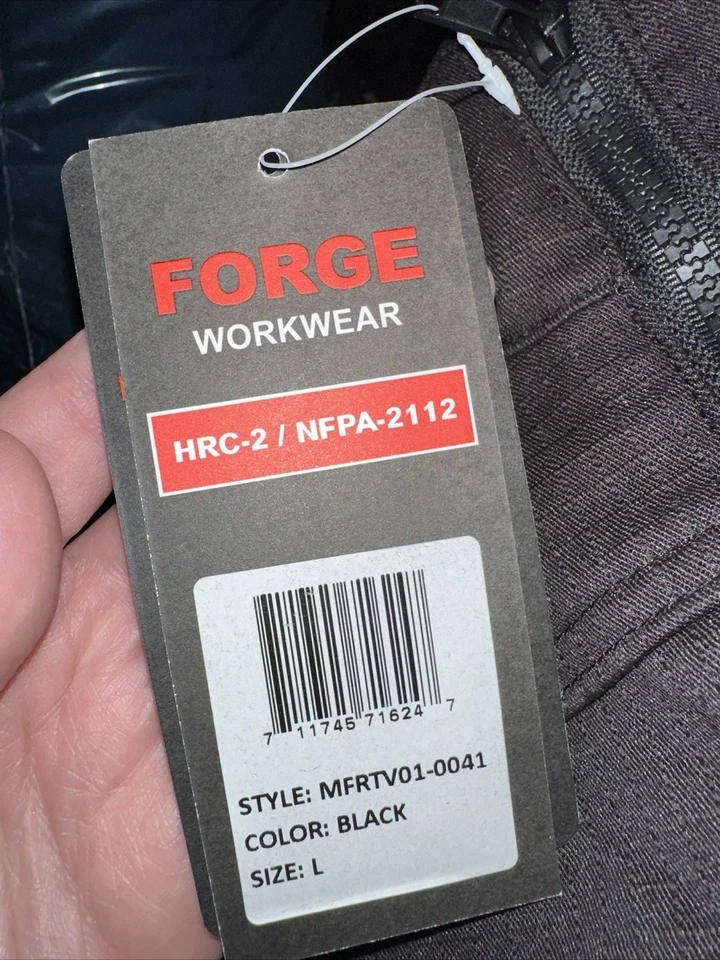 FORGE
WORKWEAR
HRC-2 / NFPA-2112
7 11745 71624 7
STYLE: MFRTV01-0041
COLOR: BLACK
SIZE: L